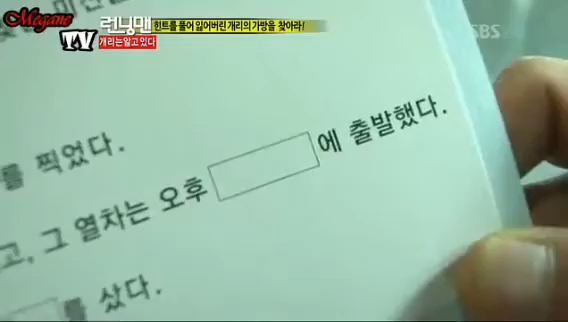 Megane
TV
런닝맨
개리는 알고 있다
힌트를 풀어 잃어버린 개리의 가방을 찾아라!
SBS
를 찍었다.
고, 그 열차는 오후 에 출발했다.
를 샀다.